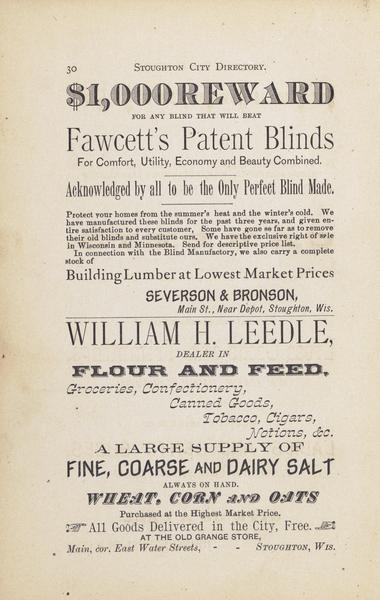 30 STOUGHTON CITY DIRECTORY.
$1,000 REWARD
FOR ANY BLIND THAT WILL BEAT
Fawcett's Patent Blinds
For Comfort, Utility, Economy and Beauty Combined.
Acknowledged by all to be the Only Perfect Blind Made.
Protect your homes from the summer's heat and the winter's cold. We
have manufactured these blinds for the past three years, and given en-
tire satisfaction to every customer, Some have gone so far as to remove
their old blinds and substitute ours. We have the exclusive right of sale
in Wisconsin and Minnesota. Send for descriptive price list.
In connection with the Blind Manufactory, we also carry a complete
stock of
Building Lumber at Lowest Market Prices
SEVERSON & BRONSON,
Main St., Near Depot, Stoughton, Wis.
WILLIAM H. LEEDLE,
DEALER IN
FLOUR AND FEED,
Groceries, Confectionery,
Canned Goods,
Tobacco, Cigars,
Notions, &c.
A LARGE SUPPLY OF
FINE, COARSE AND DAIRY SALT
ALWAYS ON HAND.
WHEAT, CORN AND OATS
Purchased at the Highest Market Price.
All Goods Delivered in the City, Free.
AT THE OLD GRANGE STORE,
Main, cor. East Water Streets, - - STOUGHTON, WIS.